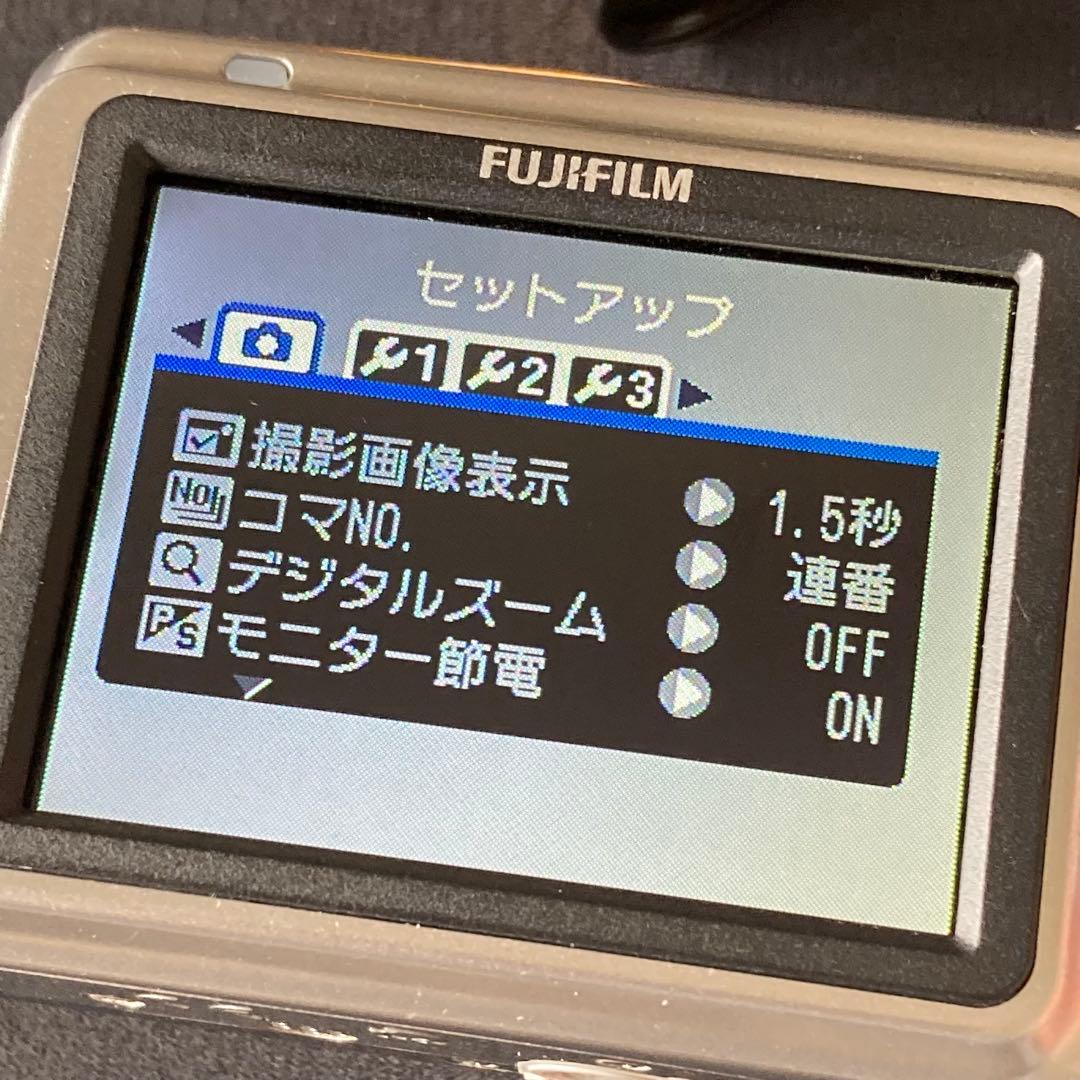 FUJIFILM
セットアップ
1 2 3
撮影画像表示 1.5秒
No コマNO. 連番
デジタルズーム OFF
P/S モニター節電 ON